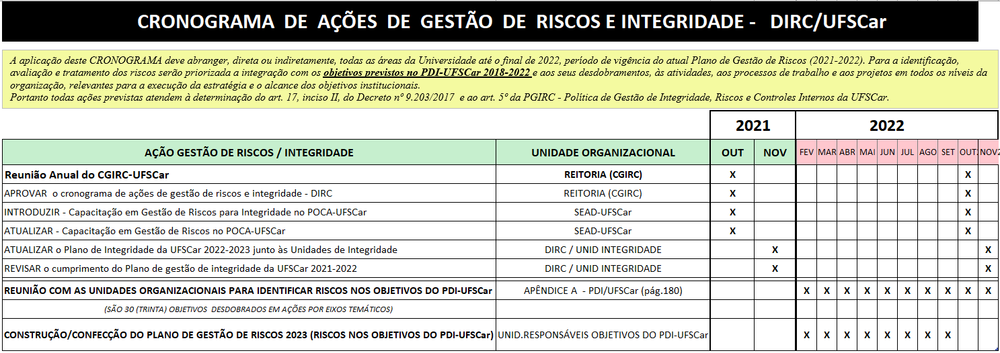 CRONOGRAMA DE AÇÕES DE GESTÃO DE RISCOS E INTEGRIDADE - DIRC/UFSCar
A aplicação deste CRONOGRAMA deve abranger, direta ou indiretamente, todas as áreas da Universidade até o final de 2022, período de vigência do atual Plano de Gestão de Riscos (2021-2022). Para a identificação,
avaliação e tratamento dos riscos serão priorizada a integração com os objetivos previstos no PDI-UFSCar 2018-2022 e aos seus desdobramentos, às atividades, aos processos de trabalho e aos projetos em todos os níveis da
organização, relevantes para a execução da estratégia e o alcance dos objetivos institucionais.
Portanto todas ações previstas atendem à determinação do art. 17, inciso II, do Decreto nº 9.203/2017 e ao art. 5º da PGIRC - Política de Gestão de Integridade, Riscos e Controles Internos da UFSCar.
2021 2022
AÇÃO GESTÃO DE RISCOS / INTEGRIDADE UNIDADE ORGANIZACIONAL OUT NOV FEV MAR ABR MAI JUN JUL AGO SET OUT2 NOV2
Reunião Anual do CGIRC-UFSCar REITORIA (CGIRC) X X
APROVAR o cronograma de ações de gestão de riscos e integridade - DIRC REITORIA (CGIRC) X X
INTRODUZIR - Capacitação em Gestão de Riscos para Integridade no POCA-UFSCar SEAD-UFSCar X X
ATUALIZAR - Capacitação em Gestão de Riscos no POCA-UFSCar SEAD-UFSCar X X
ATUALIZAR o Plano de Integridade da UFSCar 2022-2023 junto às Unidades de Integridade DIRC / UNID INTEGRIDADE X X
REVISAR o cumprimento do Plano de gestão de integridade da UFSCar 2021-2022 DIRC / UNID INTEGRIDADE X X
REUNIÃO COM AS UNIDADES ORGANIZACIONAIS PARA IDENTIFICAR RISCOS NOS OBJETIVOS DO PDI-UFSCar APÊNDICE A - PDI/UFSCar (pág.180) X X X X X X X X X X
(SÃO 30 (TRINTA) OBJETIVOS DESDOBRADOS EM AÇÕES POR EIXOS TEMÁTICOS)
CONSTRUÇÃO/CONFECÇÃO DO PLANO DE GESTÃO DE RISCOS 2023 (RISCOS NOS OBJETIVOS DO PDI-UFSCar) UNID.RESPONSÁVEIS OBJETIVOS DO PDI-UFSCar X X X X X X X X